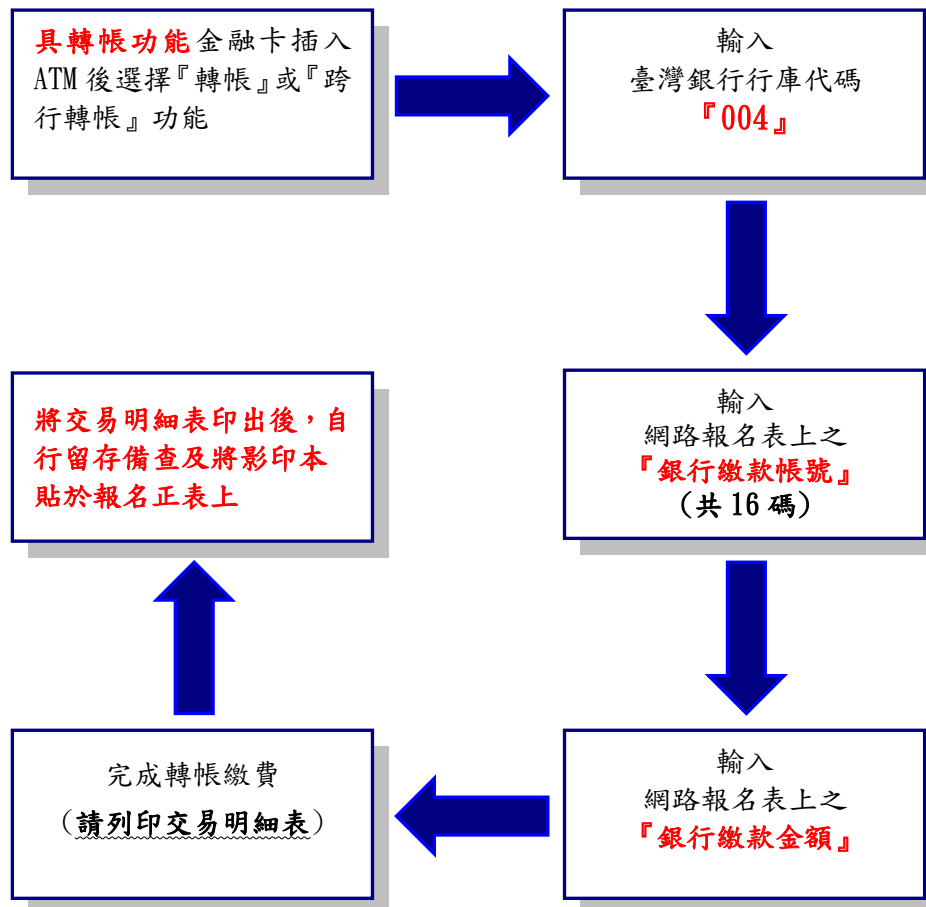 具轉帳功能金融卡插入
ATM 後選擇『轉帳』或『跨
行轉帳』功能
輸入
臺灣銀行行庫代碼
『004』
輸入
網路報名表上之
『銀行繳款帳號』
(共 16 碼)
輸入
網路報名表上之
『銀行繳款金額』
完成轉帳繳費
(請列印交易明細表)
將交易明細表印出後，自
行留存備查及將影印本
貼於報名正表上